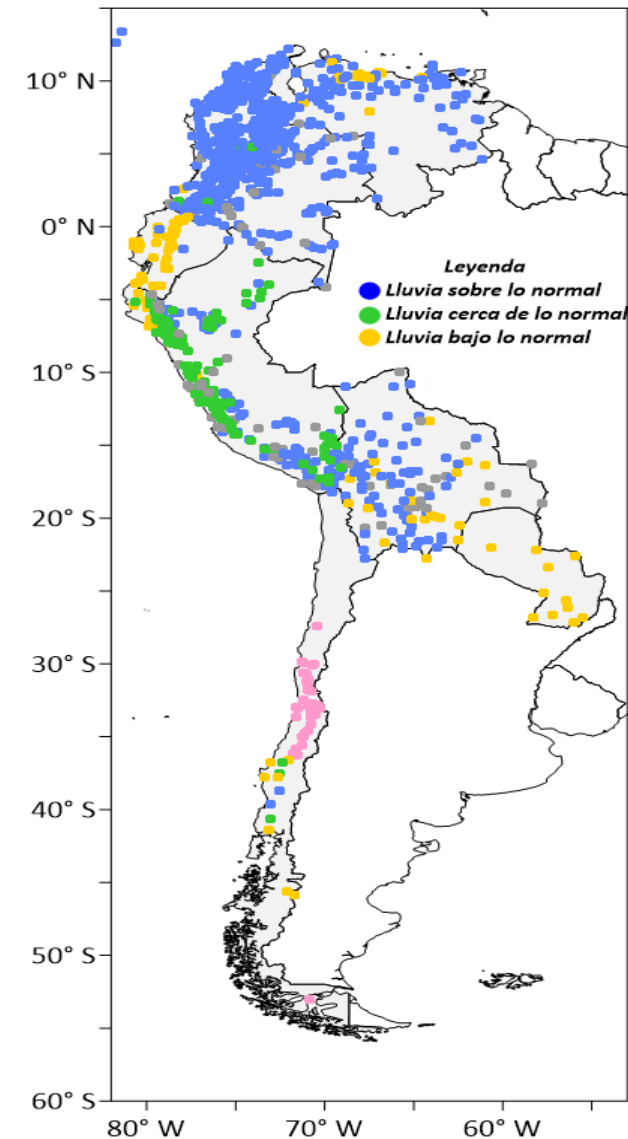 10° N
0° N
Leyenda
Lluvia sobre lo normal
Lluvia cerca de lo normal
Lluvia bajo lo normal
10° S
20° S
30° S
40° S
50° S
60° S
80° W
70° W
60° W